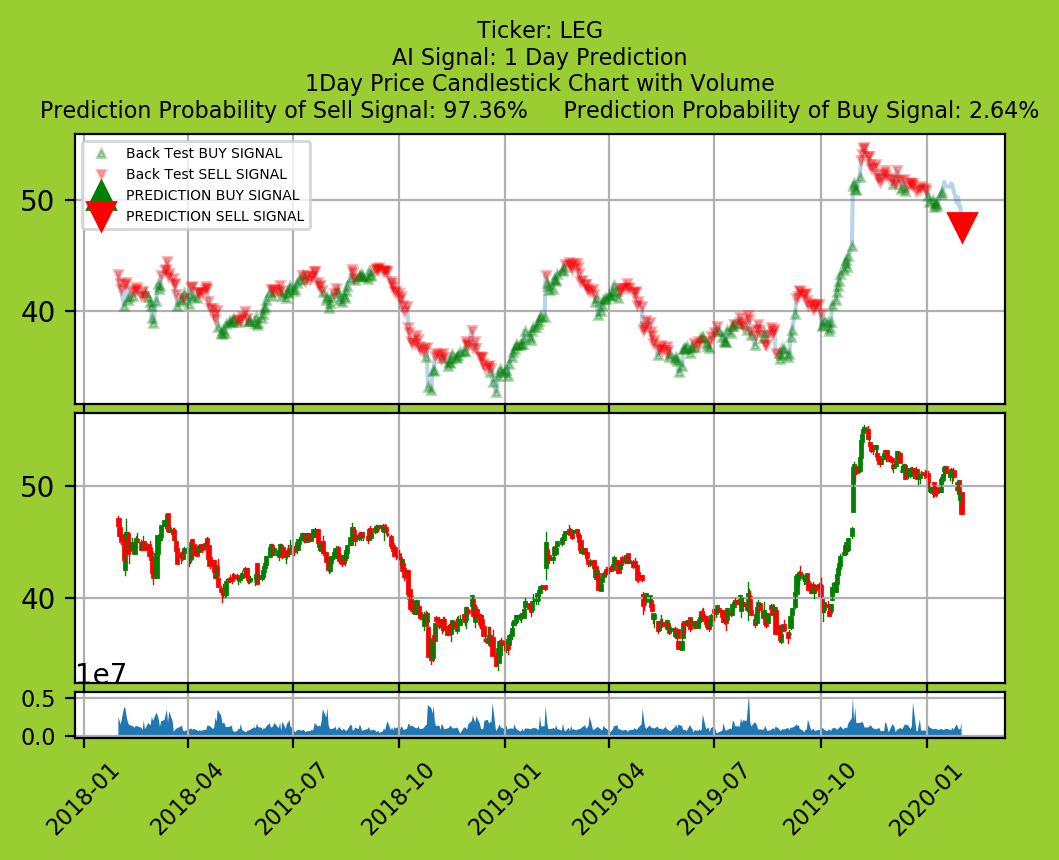 Ticker: LEG
AI Signal: 1 Day Prediction
1Day Price Candlestick Chart with Volume
Prediction Probability of Sell Signal: 97.36%     Prediction Probability of Buy Signal: 2.64%
Back Test BUY SIGNAL
Back Test SELL SIGNAL
PREDICTION BUY SIGNAL
PREDICTION SELL SIGNAL
50
40
50
40
1e7
0.5
0.0
2018-01
2018-04
2018-07
2018-10
2019-01
2019-04
2019-07
2019-10
2020-01